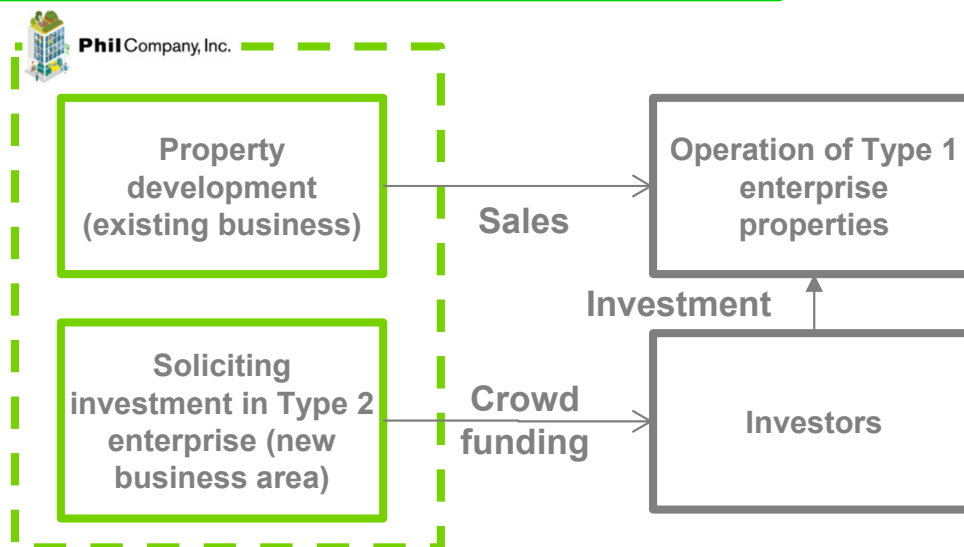 Phil Company, Inc.
Property
development
(existing business)
Sales
Operation of Type 1
enterprise
properties
Investment
Soliciting
investment in Type 2
enterprise (new
business area)
Crowd
funding
Investors